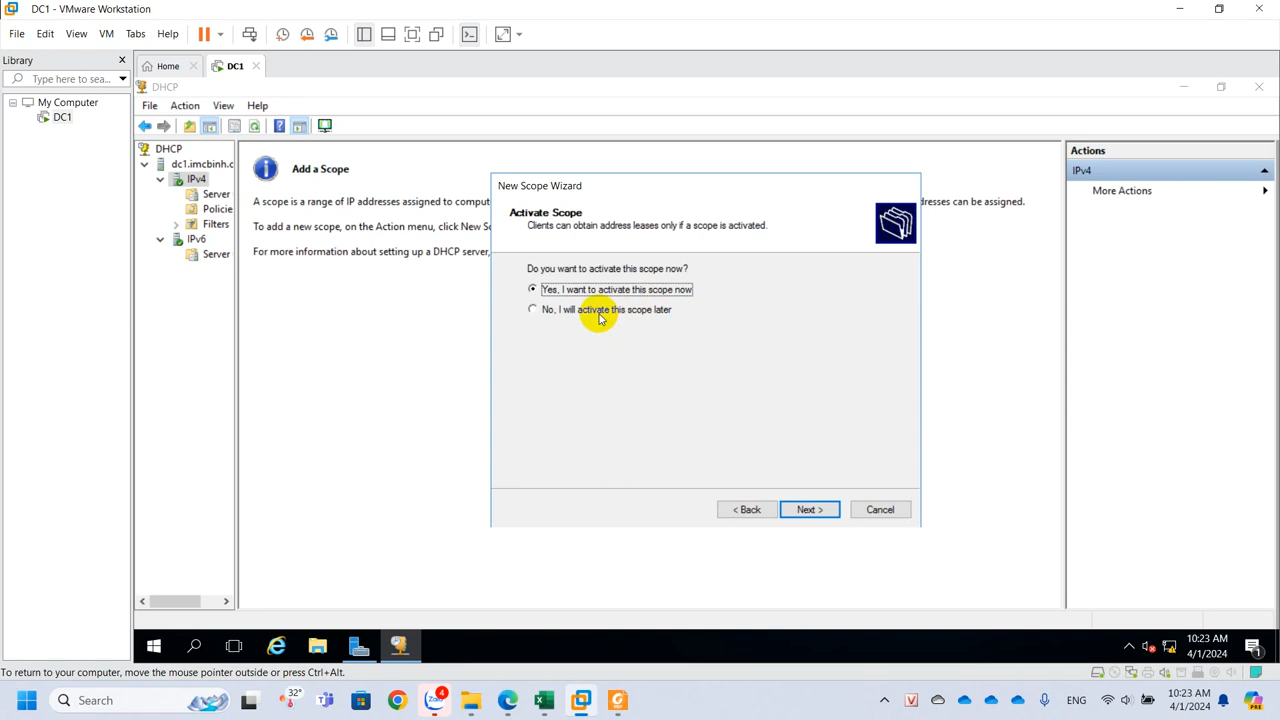 DC1 - VMware Workstation
File Edit View VM Tabs Help
Library
Type here to sea...
My Computer
DC1
Home
DC1
DHCP
File Action View Help
DHCP
dc1.imcbinh.c
IPv4
Server
Policie
Filters
IPv6
Server
Add a Scope
A scope is a range of IP addresses assigned to comput
resses can be assigned.
To add a new scope, on the Action menu, click New Sc
For more information about setting up a DHCP server,
New Scope Wizard
Activate Scope
Clients can obtain address leases only if a scope is activated.
Do you want to activate this scope now?
Yes, I want to activate this scope now
No, I will activate this scope later
< Back Next > Cancel
Actions
IPv4
More Actions
10:23 AM
4/1/2024
1
To return to your computer, move the mouse pointer outside or press Ctrl+Alt.
Search
32°
Zalo
4
V
ENG
10:23 AM
4/1/2024
PRE